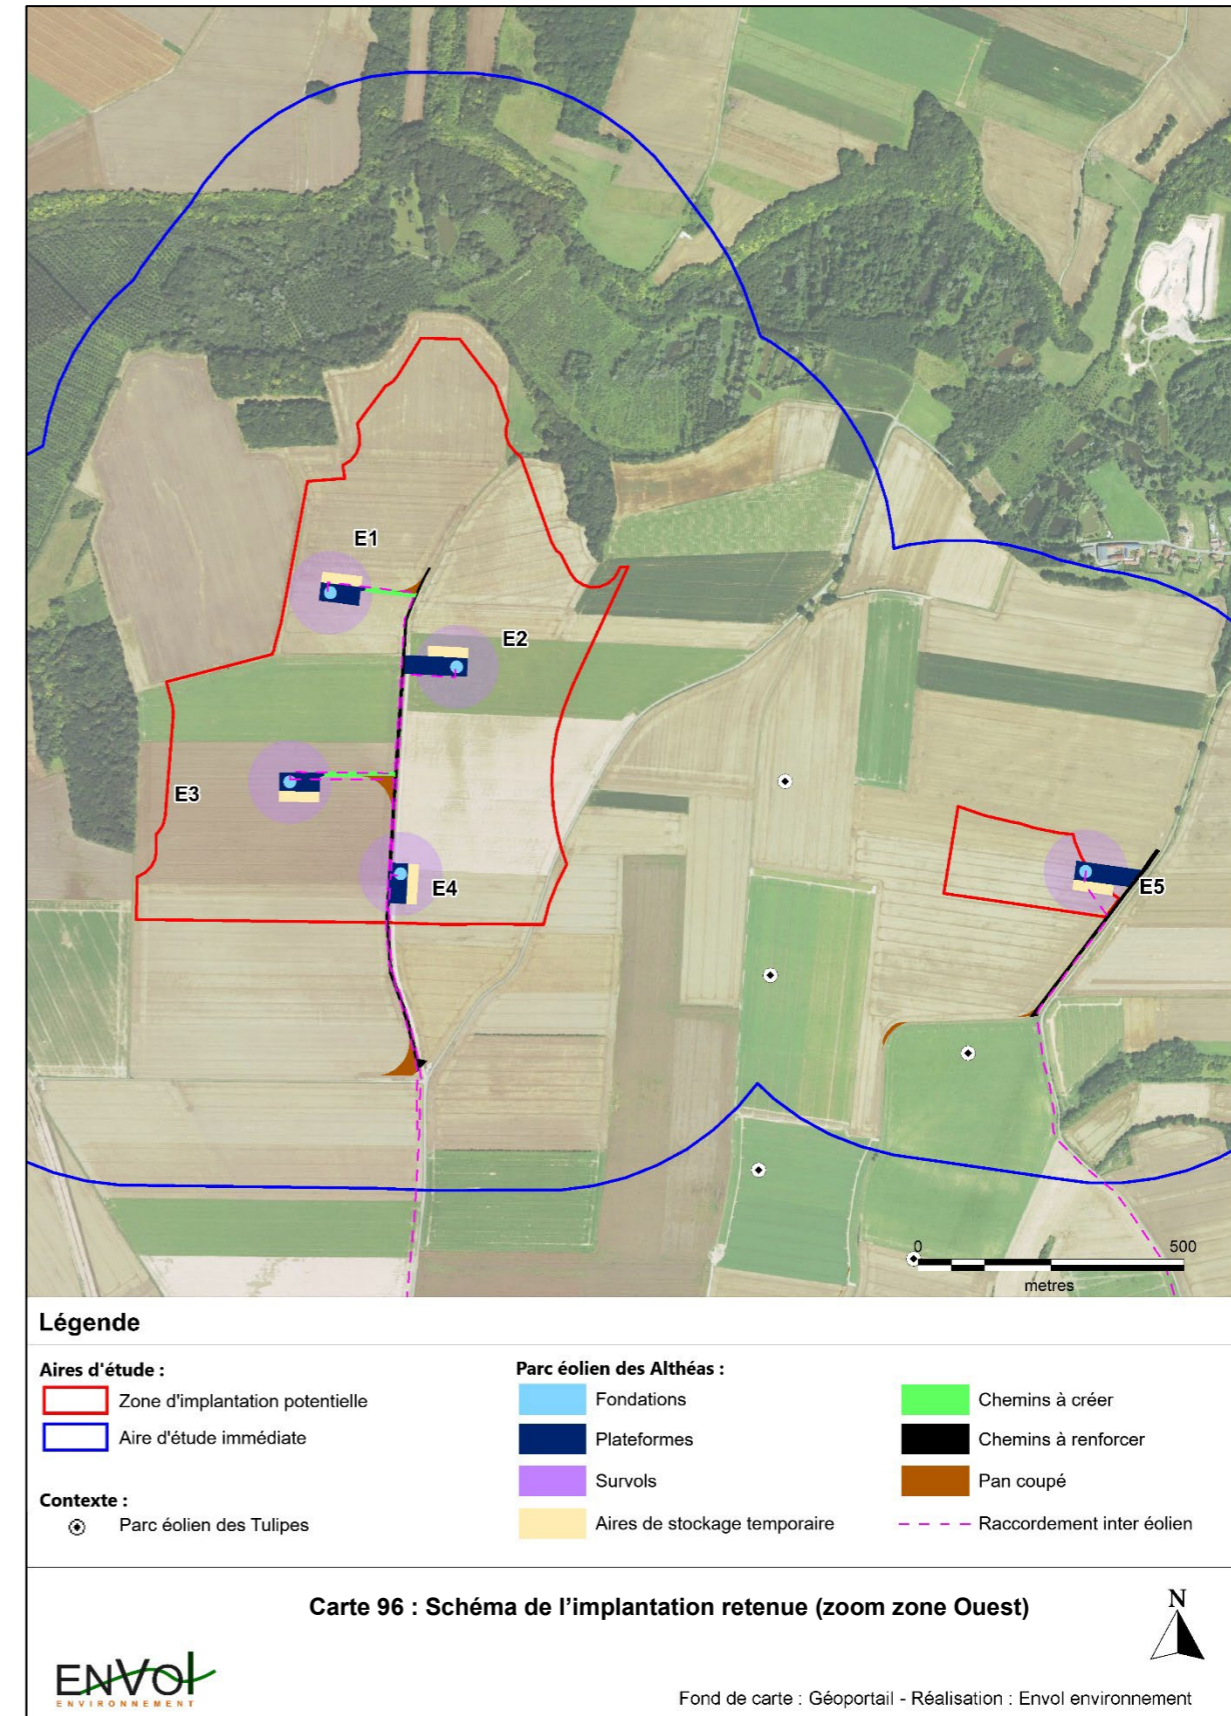 E1
E2
E3
E4
E5
0 500
metres
Légende
Aires d'étude :
Zone d'implantation potentielle
Aire d'étude immédiate
Contexte :
Parc éolien des Tulipes
Parc éolien des Althéas :
Fondations
Plateformes
Survols
Aires de stockage temporaire
Chemins à créer
Chemins à renforcer
Pan coupé
Raccordement inter éolien
Carte 96 : Schéma de l’implantation retenue (zoom zone Ouest)
N
ENVOL
ENVIRONNEMENT
Fond de carte : Géoportail - Réalisation : Envol environnement